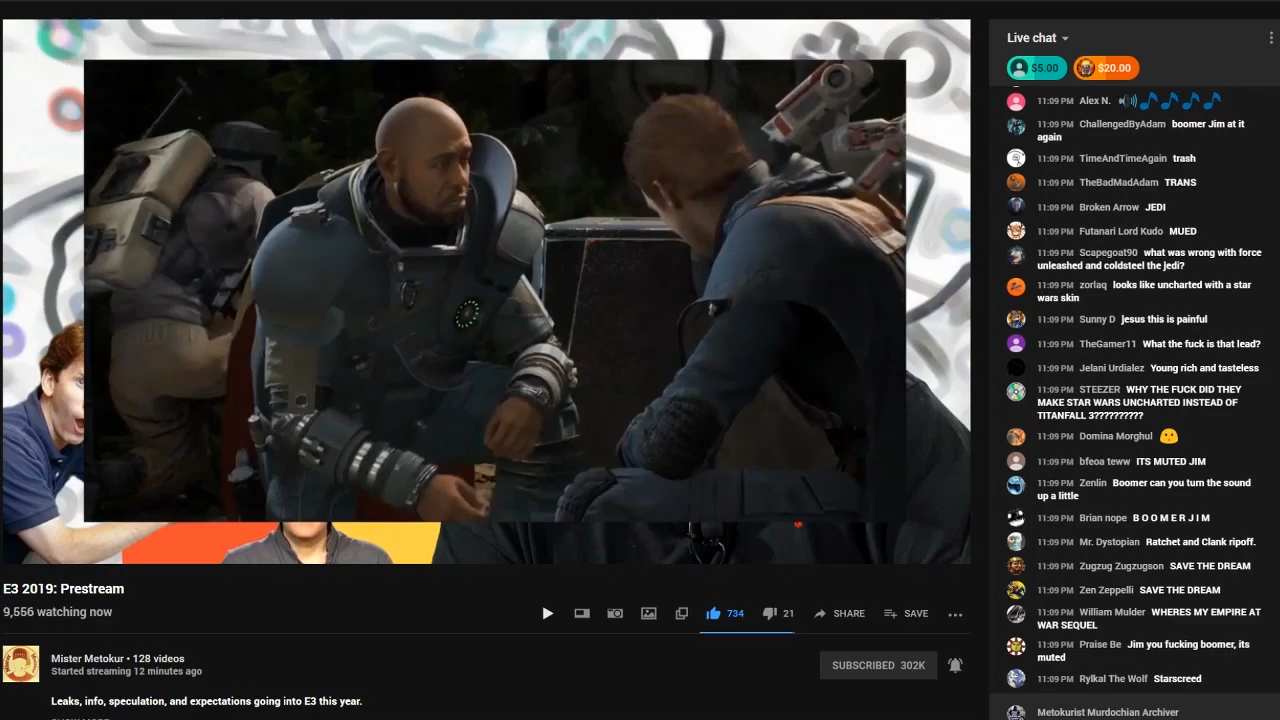 Live chat
$5.00 $20.00
11:09 PM Alex N.
11:09 PM ChallengedByAdam boomer Jim at it
again
11:09 PM TimeAndTimeAgain trash
11:09 PM TheBadMadAdam TRANS
11:09 PM Broken Arrow JEDI
11:09 PM Futanari Lord Kudo MUED
11:09 PM Scapegoat90 what was wrong with force
unleashed and coldsteel the jedi?
11:09 PM zorlaq looks like uncharted with a star
wars skin
11:09 PM Sunny D jesus this is painful
11:09 PM TheGamer11 What the fuck is that lead?
11:09 PM Jelani Urdialez Young rich and tasteless
11:09 PM STEEZER WHY THE FUCK DID THEY
MAKE STAR WARS UNCHARTED INSTEAD OF
TITANFALL 3??????????
11:09 PM Domina Morghul
11:09 PM bfeoa teww ITS MUTED JIM
11:09 PM Zenlin Boomer can you turn the sound
up a little
11:09 PM Brian nope B O O M E R J I M
11:09 PM Mr. Dystopian Ratchet and Clank ripoff.
11:09 PM Zugzug Zugzugson SAVE THE DREAM
11:09 PM Zen Zeppelli SAVE THE DREAM
11:09 PM William Mulder WHERES MY EMPIRE AT
WAR SEQUEL
11:09 PM Praise Be Jim you fucking boomer, its
muted
11:09 PM Rylkal The Wolf Starscreed
Metokurist Murdochian Archiver
E3 2019: Prestream
9,556 watching now
734 21 SHARE SAVE
Mister Metokur • 128 videos
Started streaming 12 minutes ago
SUBSCRIBED 302K
Leaks, info, speculation, and expectations going into E3 this year.